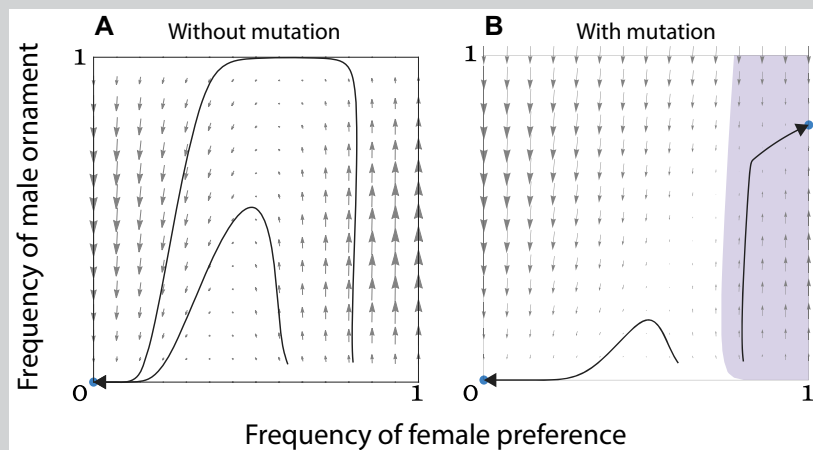 A
Without mutation
1
0
1
B
With mutation
1
0
1
Frequency of male ornament
Frequency of female preference